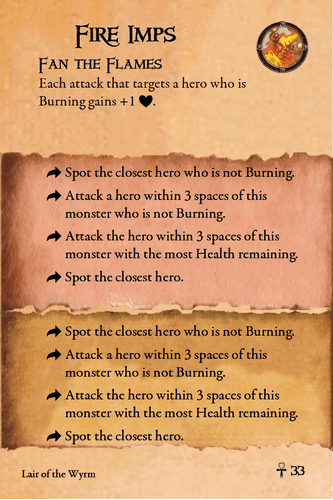 Fire Imps
Fan the Flames
Each attack that targets a hero who is
Burning gains +1 ♥.
Spot the closest hero who is not Burning.
Attack a hero within 3 spaces of this
monster who is not Burning.
Attack the hero within 3 spaces of this
monster with the most Health remaining.
Spot the closest hero.
Spot the closest hero who is not Burning.
Attack a hero within 3 spaces of this
monster who is not Burning.
Attack the hero within 3 spaces of this
monster with the most Health remaining.
Spot the closest hero.
Lair of the Wyrm
33